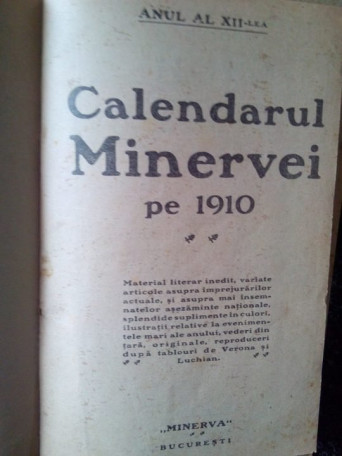 ANUL AL XII-LEA
Calendarul
Minervei
pe 1910
Material literar inedit, variate
articole asupra împrejurărilor
actuale, și asupra mai însem-
natelor așezăminte naționale,
splendide suplimente în culori,
ilustrații relative la evenimen-
tele mari ale anului, vederi din
țară, originale, reproduceri
după tablouri de Verona și
Luchian.
„MINERVA”
BUCUREȘTI